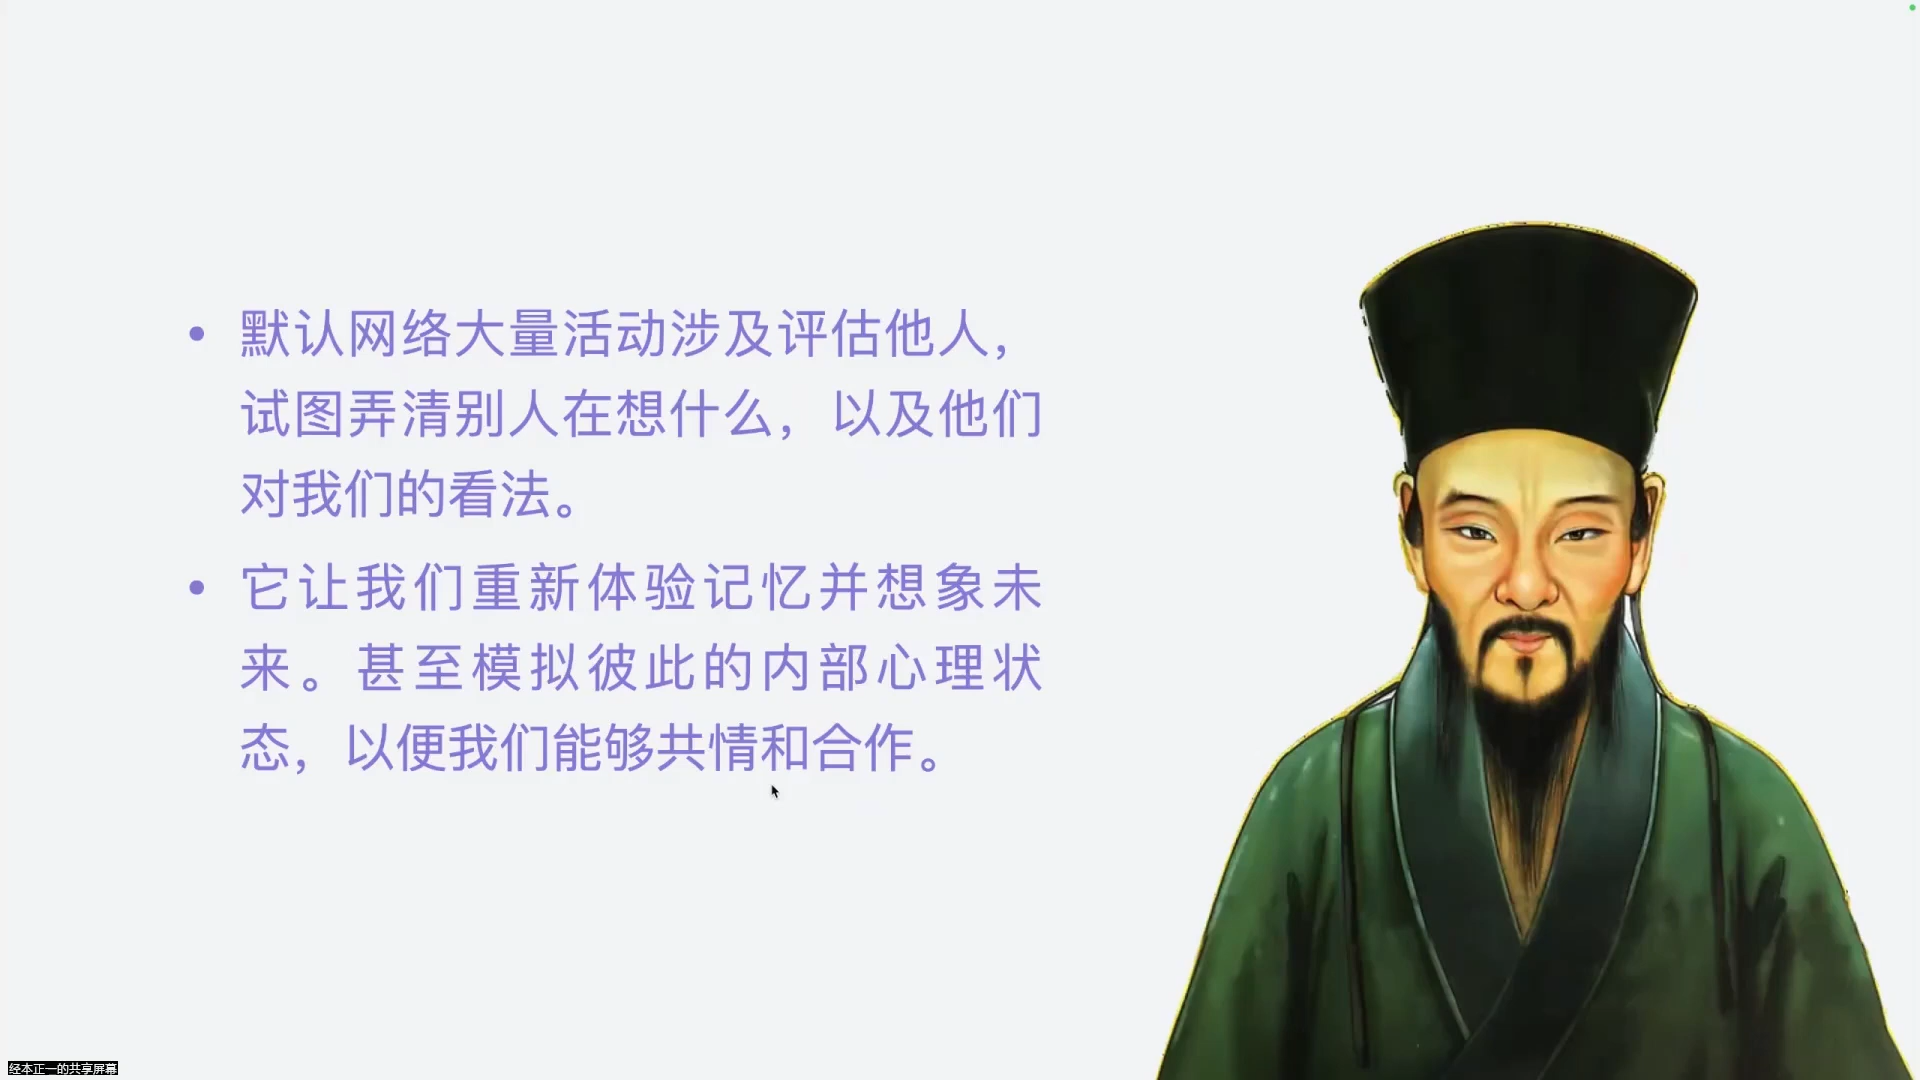 • 默认网络大量活动涉及评估他人，
试图弄清别人在想什么，以及他们
对我们的看法。
• 它让我们重新体验记忆并想象未
来。甚至模拟彼此的内部心理状
态，以便我们能够共情和合作。
经本正一的共享屏幕